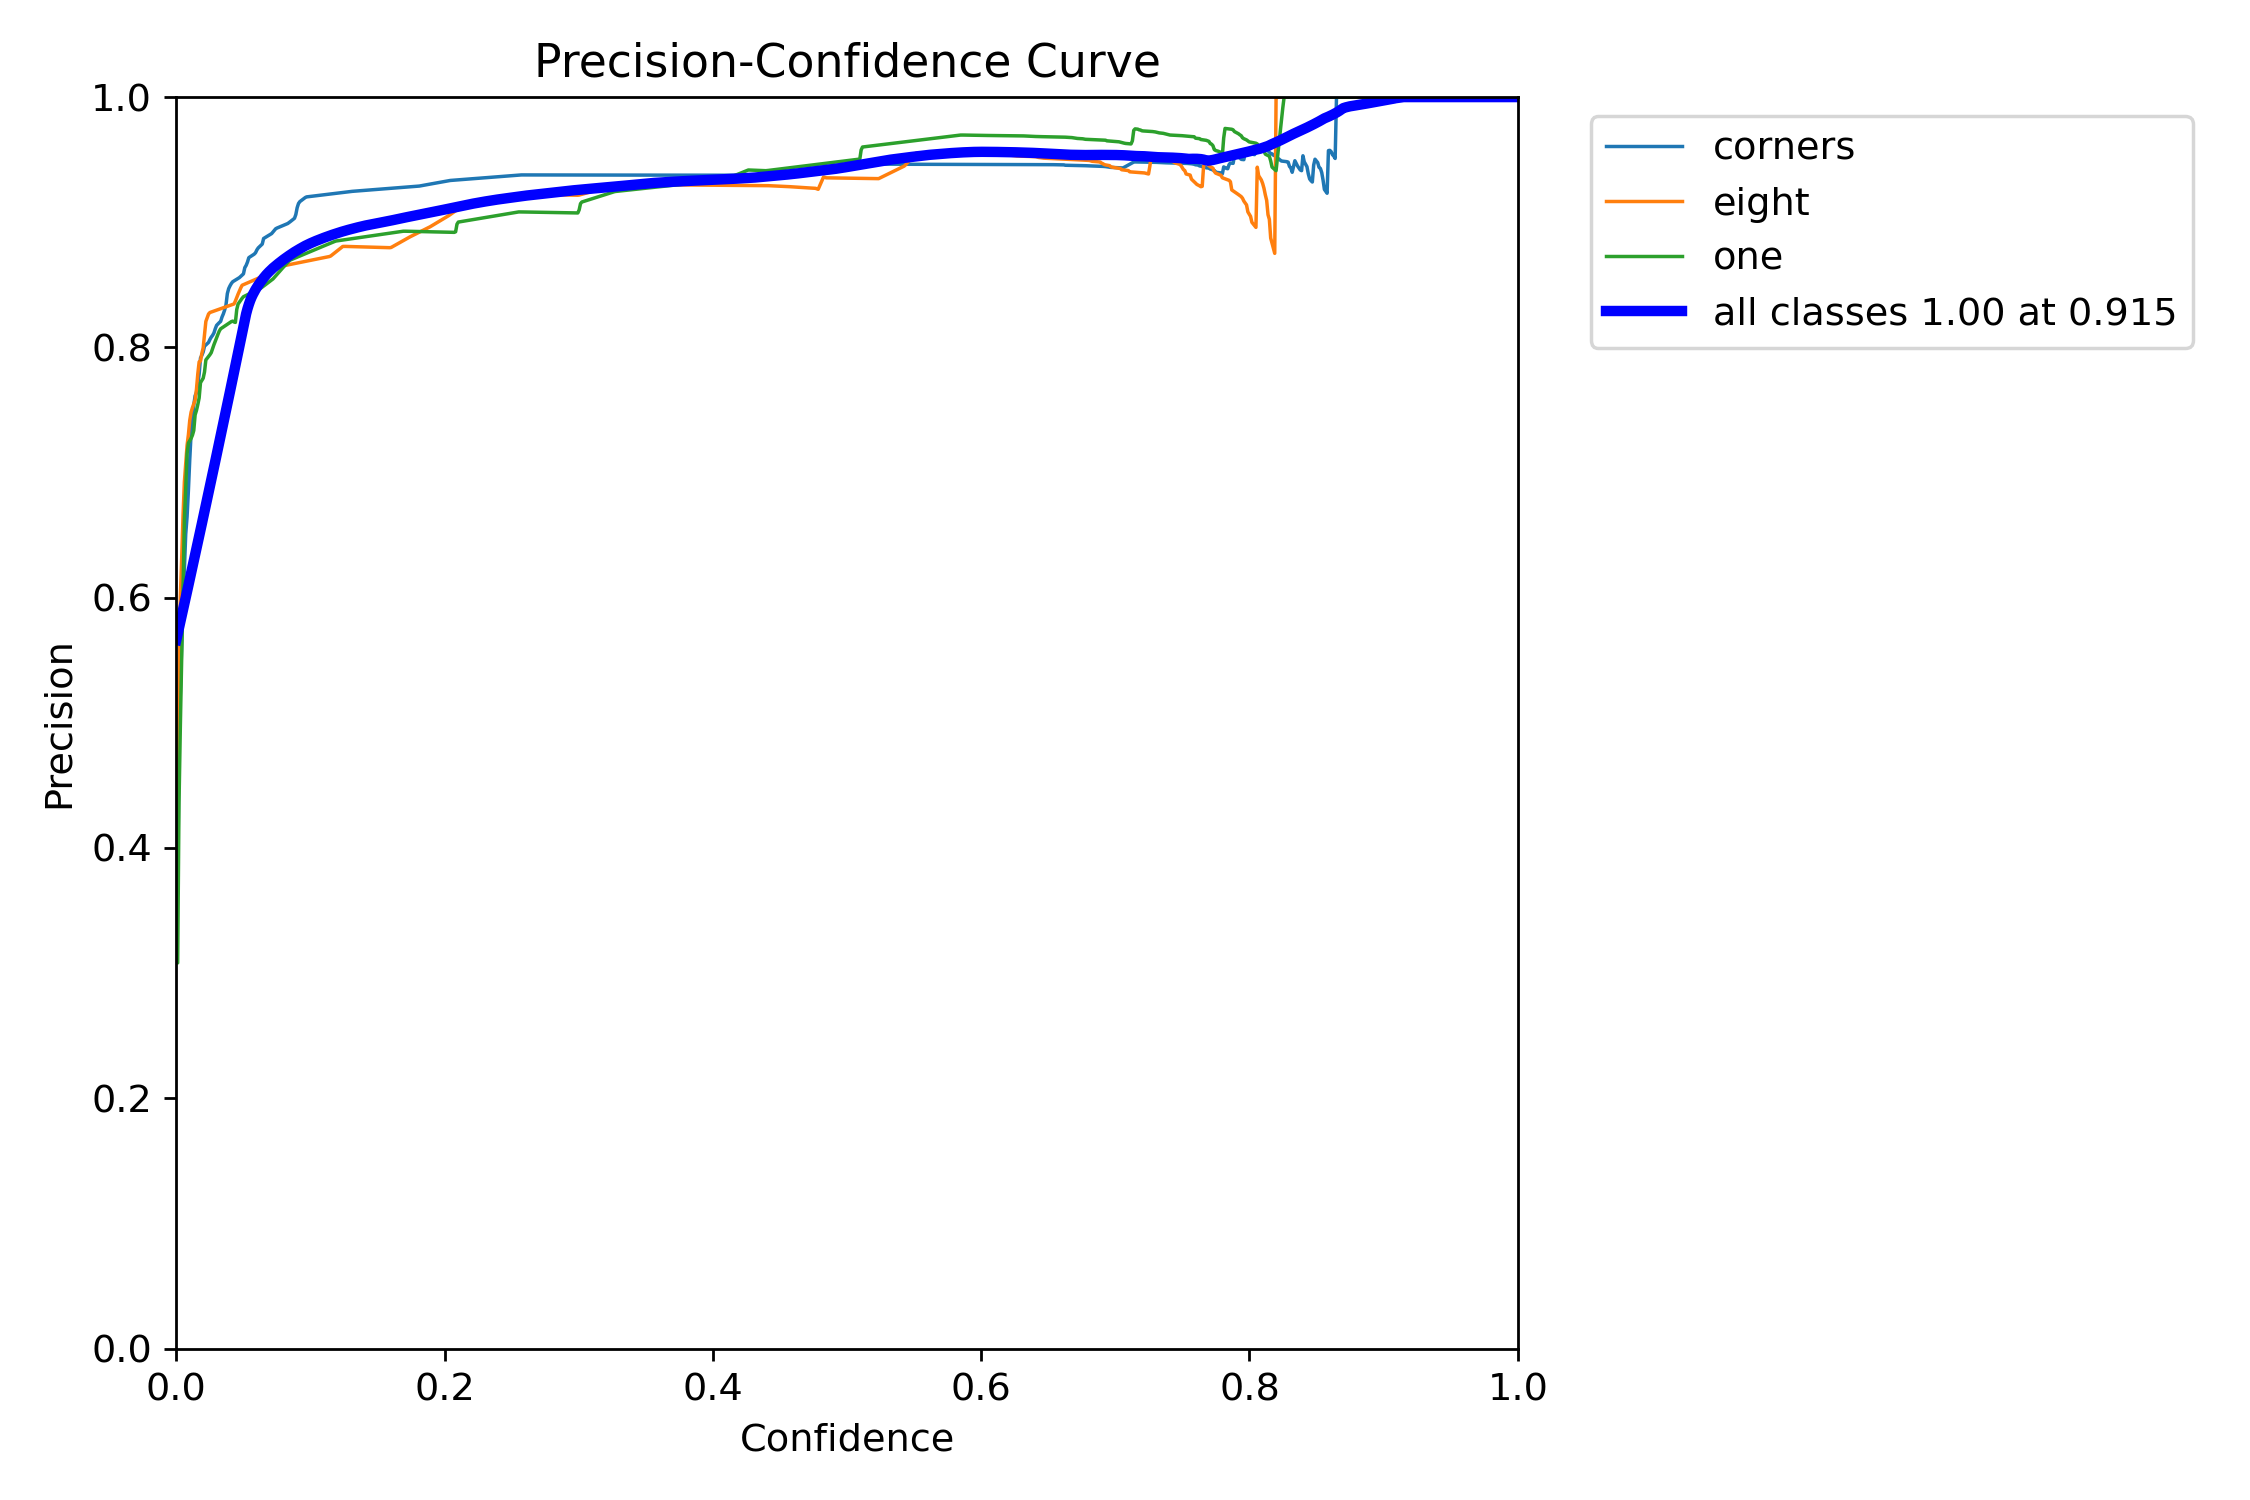 Precision-Confidence Curve
1.0
0.8
0.6
0.4
0.2
0.0
Precision
0.0 0.2 0.4 0.6 0.8 1.0
Confidence
corners
eight
one
all classes 1.00 at 0.915